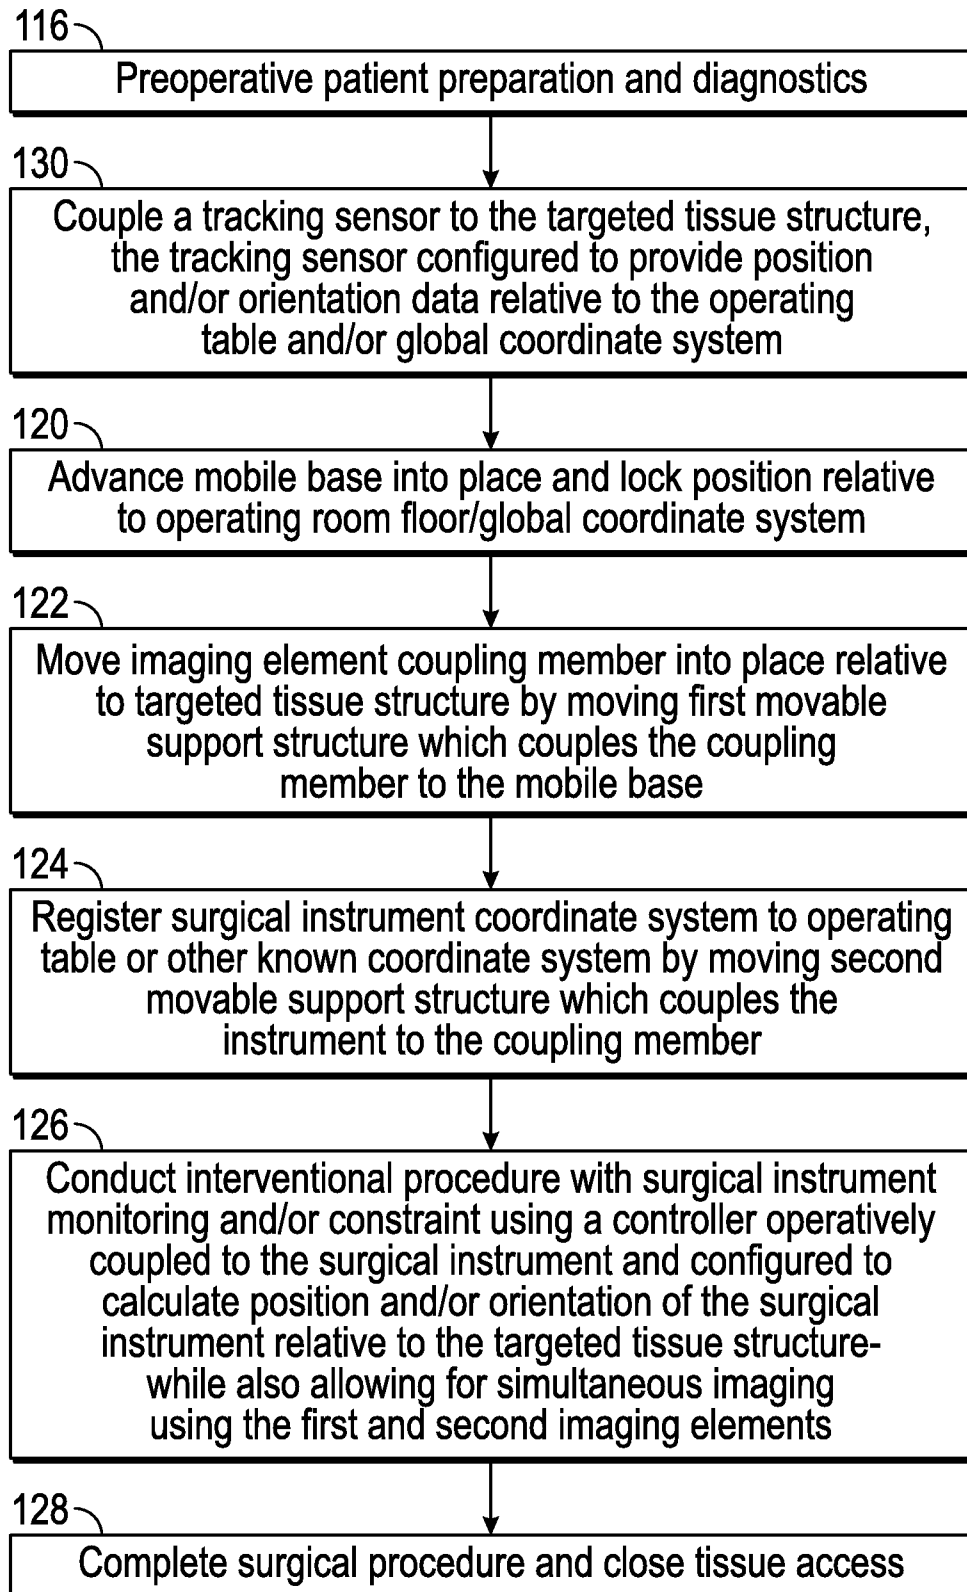 116
Preoperative patient preparation and diagnostics
130
Couple a tracking sensor to the targeted tissue structure,
the tracking sensor configured to provide position
and/or orientation data relative to the operating
table and/or global coordinate system
120
Advance mobile base into place and lock position relative
to operating room floor/global coordinate system
122
Move imaging element coupling member into place relative
to targeted tissue structure by moving first movable
support structure which couples the coupling
member to the mobile base
124
Register surgical instrument coordinate system to operating
table or other known coordinate system by moving second
movable support structure which couples the
instrument to the coupling member
126
Conduct interventional procedure with surgical instrument
monitoring and/or constraint using a controller operatively
coupled to the surgical instrument and configured to
calculate position and/or orientation of the surgical
instrument relative to the targeted tissue structure-
while also allowing for simultaneous imaging
using the first and second imaging elements
128
Complete surgical procedure and close tissue access